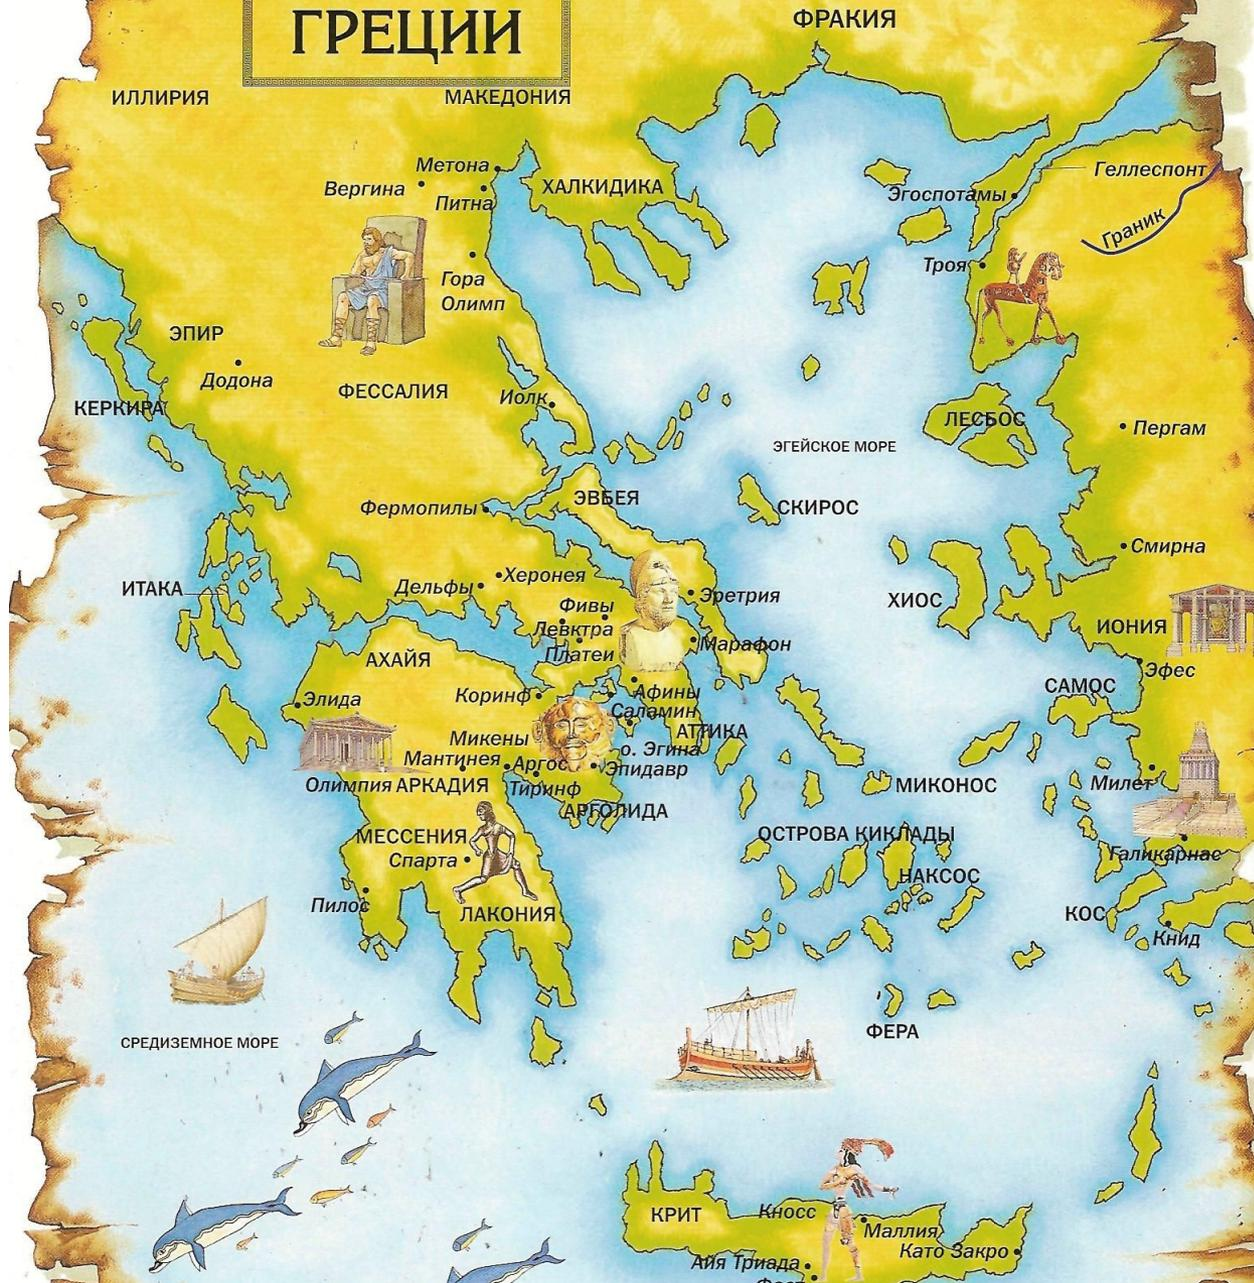 ГРЕЦИИ
ФРАКИЯ
ИЛЛИРИЯ
МАКЕДОНИЯ
Метона
Вергина
Питна
ХАЛКИДИКА
Геллеспонт
Эгоспотамы
Граник
Троя
Гора
Олимп
ЭПИР
Додона
ФЕССАЛИЯ
Иолк
КЕРКИРА
ЛЕСБОС
Пергам
ЭГЕЙСКОЕ МОРЕ
ЭВБЕЯ
СКИРОС
Фермопилы
Смирна
ИТАКА
Дельфы
Херонея
Эретрия
ХИОС
Фивы
Левктра
Платеи
Марафон
ИОНИЯ
АХАЙЯ
Эфес
Элида
Коринф
Афины
Саламин
САМОС
АТТИКА
Микены
о. Эгина
Мантинея
Аргос
Эпидавр
Олимпия
АРКАДИЯ
Тиринф
МИКОНОС
Милет
АРГОЛИДА
МЕССЕНИЯ
ОСТРОВА КИКЛАДЫ
Спарта
Галикарнас
НАКСОС
Пилос
ЛАКОНИЯ
КОС
Книд
ФЕРА
СРЕДИЗЕМНОЕ МОРЕ
КРИТ
Кносс
Маллия
Като Закро
Айя Триада